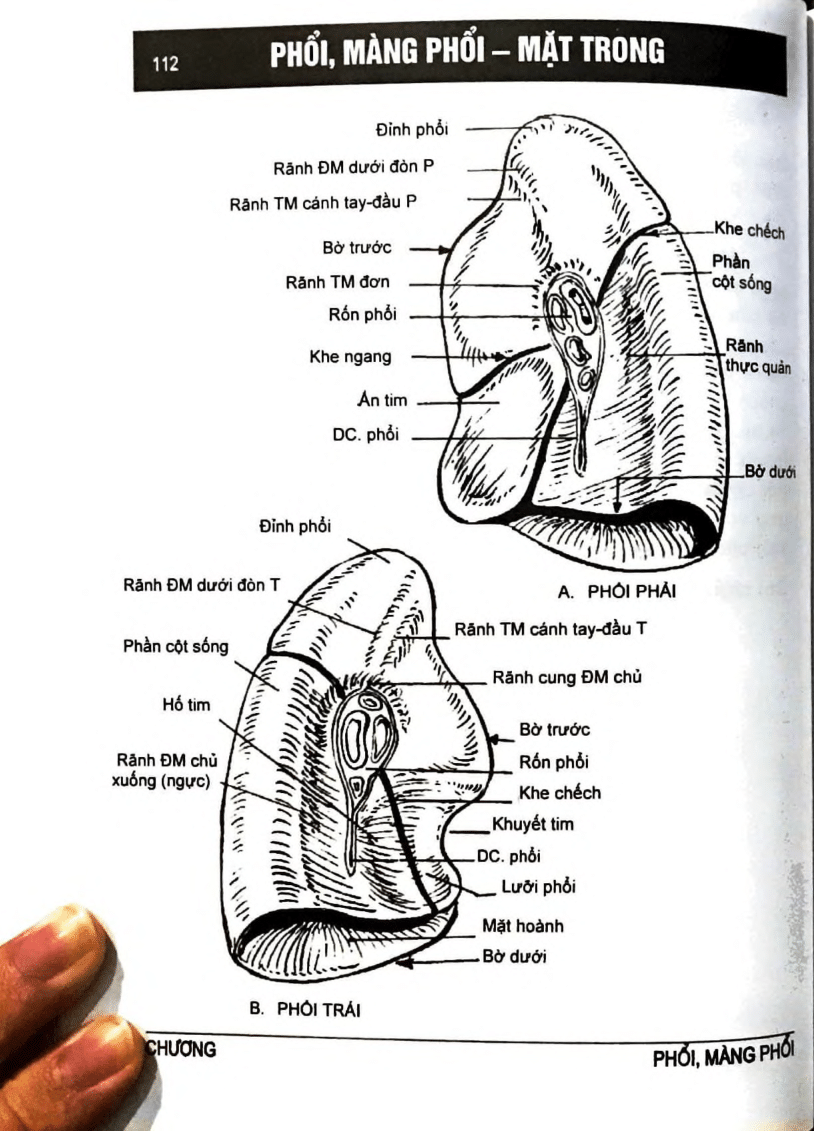 112
PHỔI, MÀNG PHỔI – MẶT TRONG
Đỉnh phổi
Rãnh ĐM dưới đòn P
Rãnh TM cánh tay-đầu P
Bờ trước
Rãnh TM đơn
Rốn phổi
Khe ngang
Ấn tim
DC. phổi
Khe chếch
Phần
cột sống
Rãnh
thực quản
Bờ dưới
A. PHỔI PHẢI
Đỉnh phổi
Rãnh ĐM dưới đòn T
Phần cột sống
Hố tim
Rãnh ĐM chủ
xuống (ngực)
Rãnh TM cánh tay-đầu T
Rãnh cung ĐM chủ
Bờ trước
Rốn phổi
Khe chếch
Khuyết tim
DC. phổi
Lưỡi phổi
Mặt hoành
Bờ dưới
B. PHỔI TRÁI
CHƯƠNG
PHỔI, MÀNG PHỔI